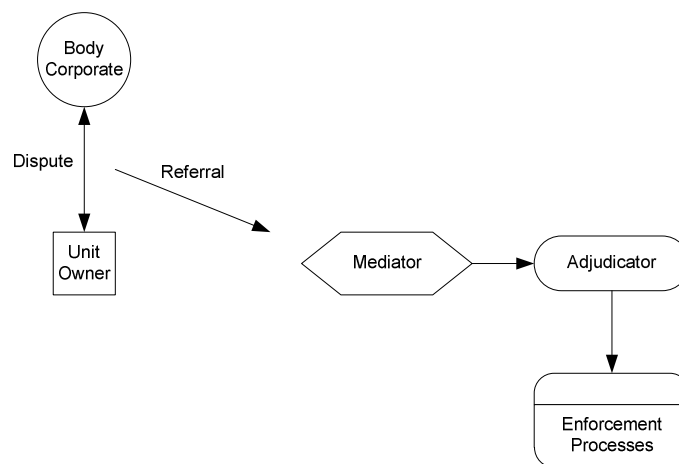 Body
Corporate
Dispute
Referral
Unit
Owner
Mediator
Adjudicator
Enforcement
Processes